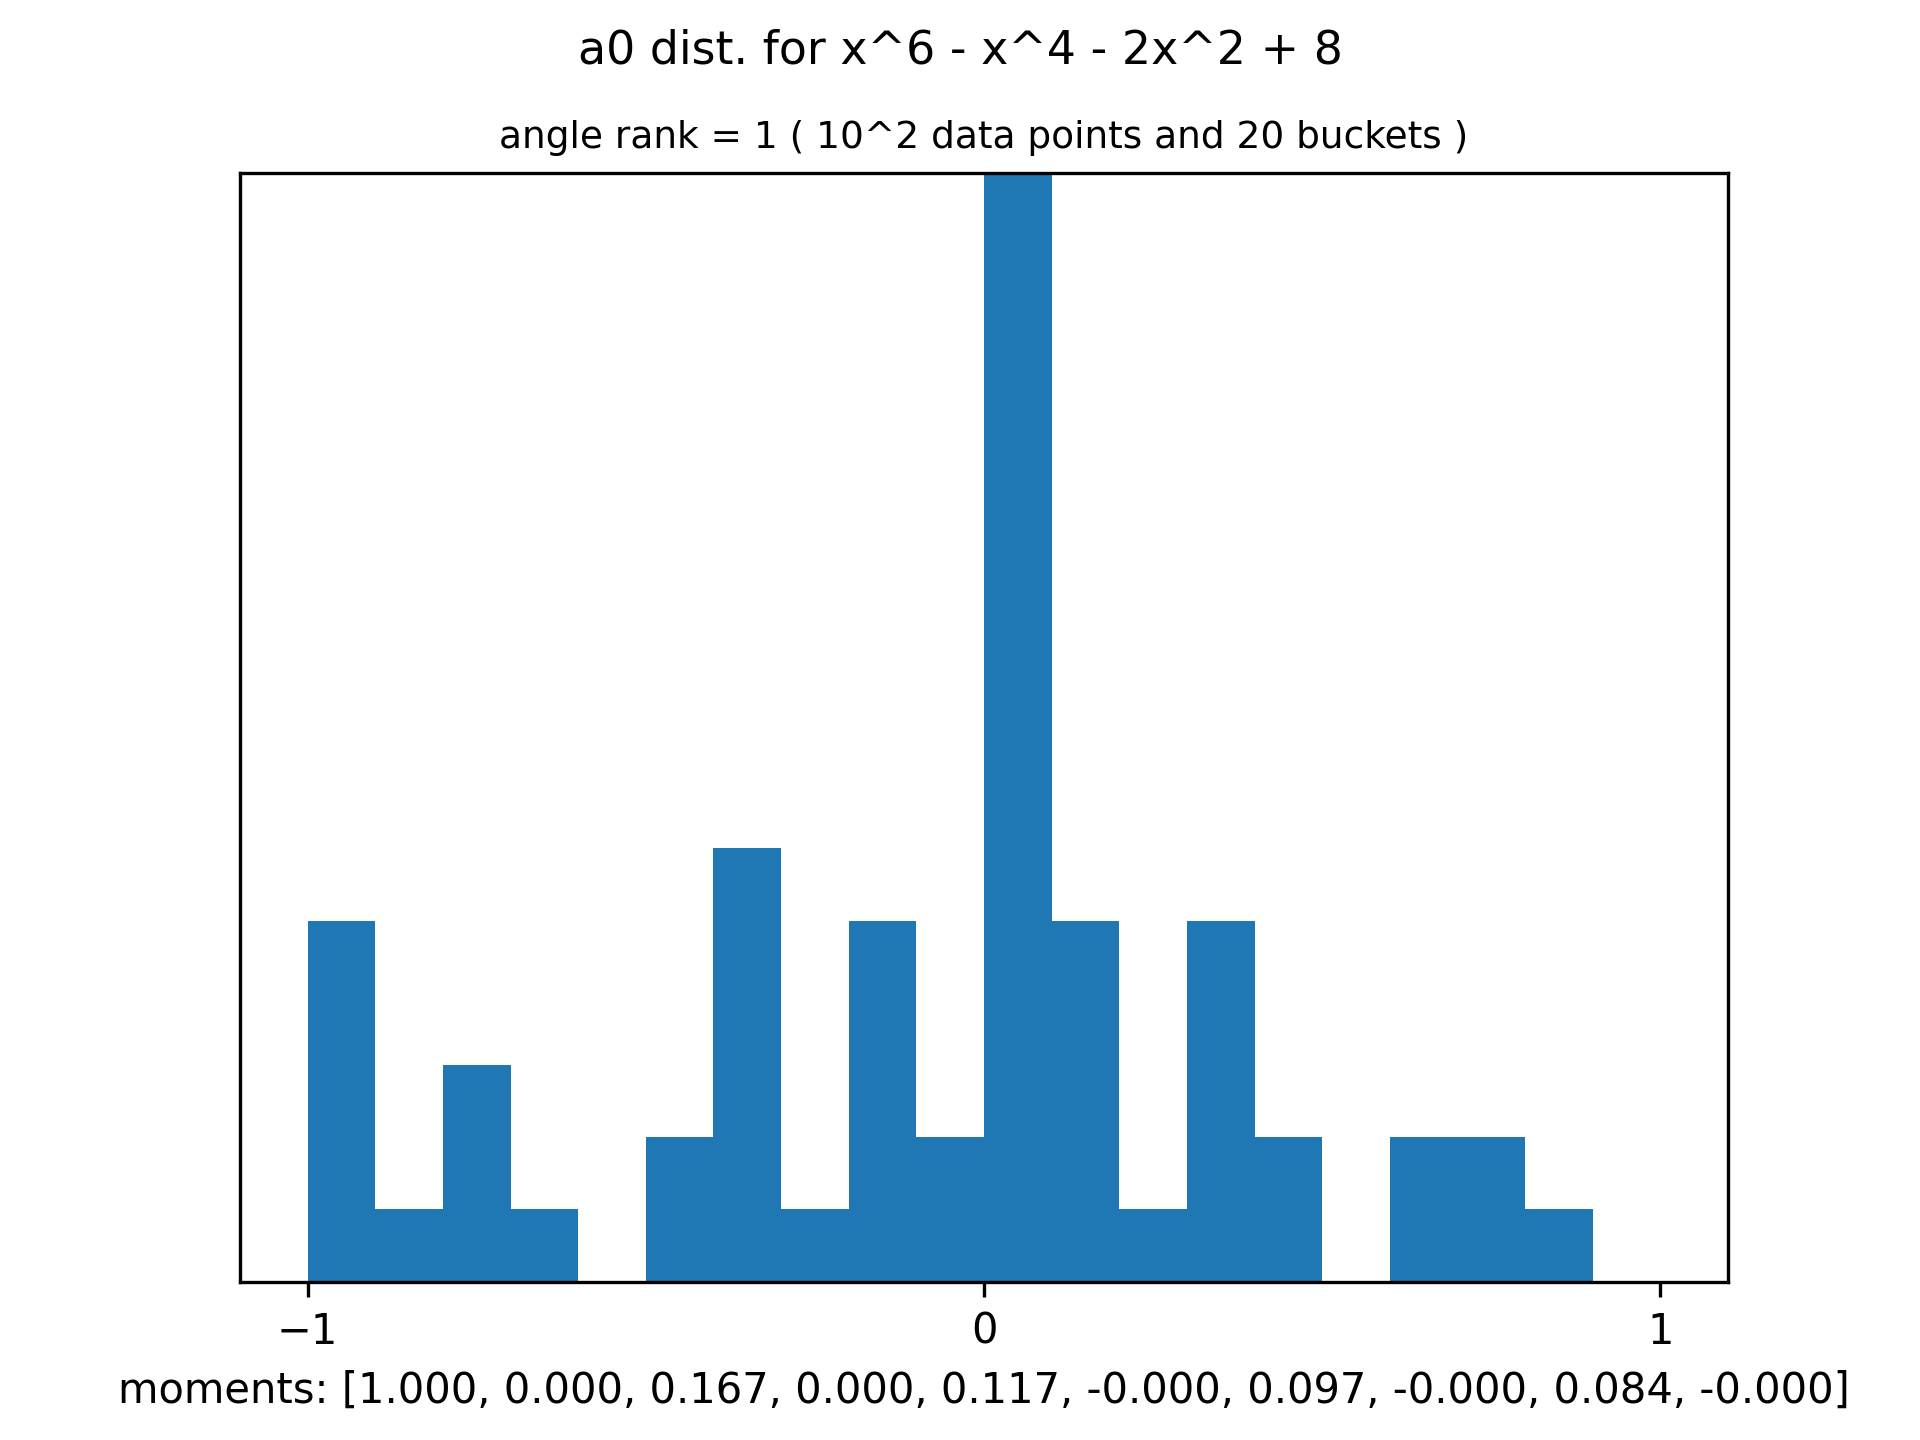 a0 dist. for x^6 - x^4 - 2x^2 + 8
angle rank = 1 ( 10^2 data points and 20 buckets )
−1 0 1
moments: [1.000, 0.000, 0.167, 0.000, 0.117, -0.000, 0.097, -0.000, 0.084, -0.000]